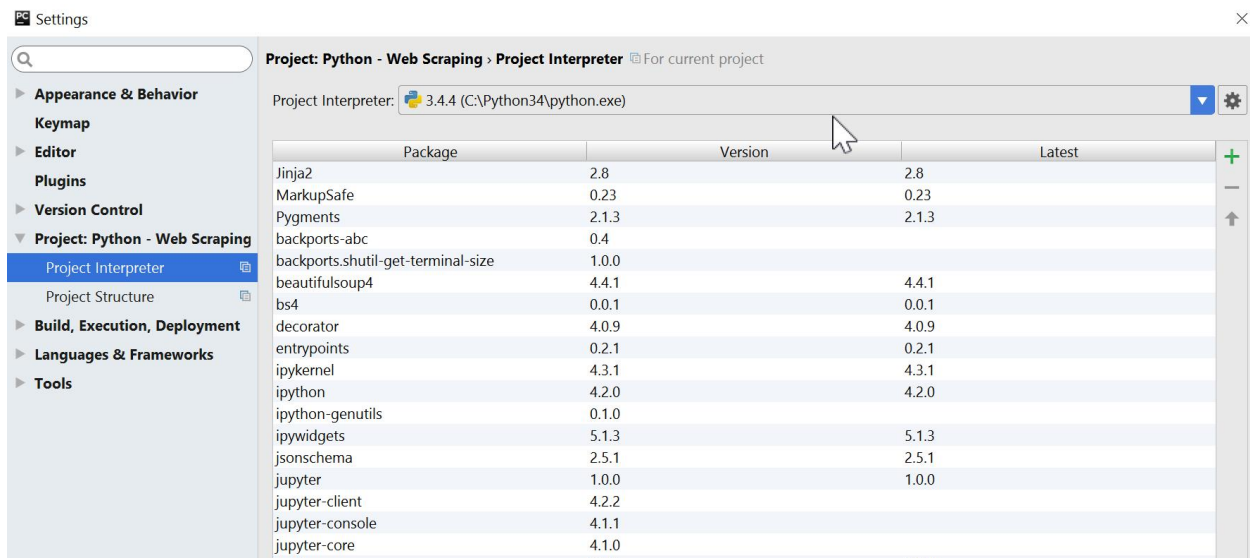 Settings
Project: Python - Web Scraping › Project Interpreter For current project
Appearance & Behavior
Keymap
Editor
Plugins
Version Control
Project: Python - Web Scraping
Project Interpreter
Project Structure
Build, Execution, Deployment
Languages & Frameworks
Tools
Project Interpreter: 3.4.4 (C:\Python34\python.exe)
Package Version Latest
Jinja2 2.8 2.8
MarkupSafe 0.23 0.23
Pygments 2.1.3 2.1.3
backports-abc 0.4
backports.shutil-get-terminal-size 1.0.0
beautifulsoup4 4.4.1 4.4.1
bs4 0.0.1 0.0.1
decorator 4.0.9 4.0.9
entrypoints 0.2.1 0.2.1
ipykernel 4.3.1 4.3.1
ipython 4.2.0 4.2.0
ipython-genutils 0.1.0
ipywidgets 5.1.3 5.1.3
jsonschema 2.5.1 2.5.1
jupyter 1.0.0 1.0.0
jupyter-client 4.2.2
jupyter-console 4.1.1
jupyter-core 4.1.0